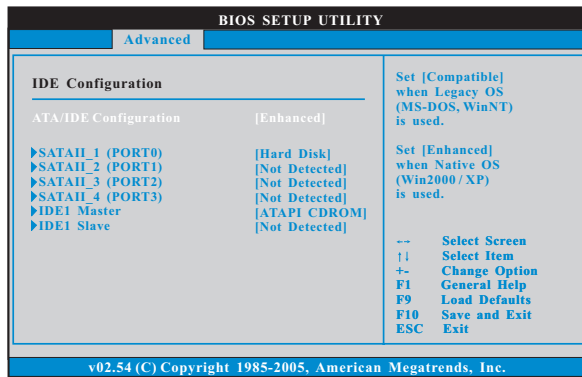 BIOS SETUP UTILITY
Advanced
IDE Configuration
ATA/IDE Configuration [Enhanced]
SATAII_1 (PORT0) [Hard Disk]
SATAII_2 (PORT1) [Not Detected]
SATAII_3 (PORT2) [Not Detected]
SATAII_4 (PORT3) [Not Detected]
IDE1 Master [ATAPI CDROM]
IDE1 Slave [Not Detected]
Set [Compatible]
when Legacy OS
(MS-DOS, WinNT)
is used.
Set [Enhanced]
when Native OS
(Win2000 / XP)
is used.
←→ Select Screen
↑↓ Select Item
+- Change Option
F1 General Help
F9 Load Defaults
F10 Save and Exit
ESC Exit
v02.54 (C) Copyright 1985-2005, American Megatrends, Inc.